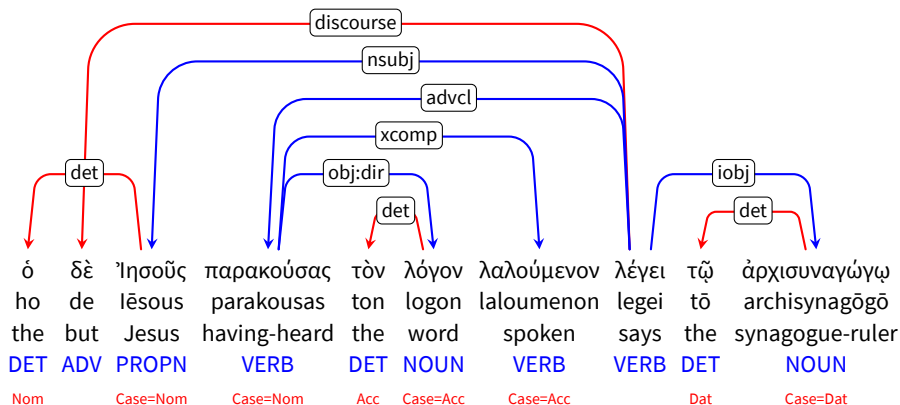 discourse
nsubj
advcl
xcomp
det obj:dir iobj
det det
ὁ δὲ Ἰησοῦς παρακούσας τὸν λόγον λαλούμενον λέγει τῷ ἀρχισυναγώγῳ
ho de Iēsous parakousas ton logon laloumenon legei tō archisynagōgō
the but Jesus having-heard the word spoken says the synagogue-ruler
DET ADV PROPN VERB DET NOUN VERB VERB DET NOUN
Nom Case=Nom Case=Nom Acc Case=Acc Case=Acc Dat Case=Dat